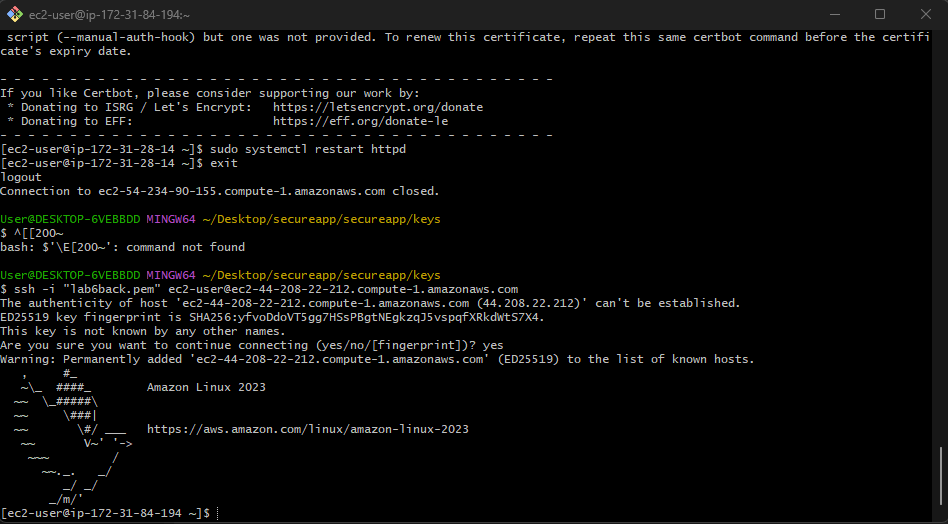 ec2-user@ip-172-31-84-194:~
 script (--manual-auth-hook) but one was not provided. To renew this certificate, repeat this same certbot command before the certifi
cate's expiry date.
- - - - - - - - - - - - - - - - - - - - - - - - - - - - - - - - - - - - - - - -
If you like Certbot, please consider supporting our work by:
 * Donating to ISRG / Let's Encrypt:   https://letsencrypt.org/donate
 * Donating to EFF:                    https://eff.org/donate-le
- - - - - - - - - - - - - - - - - - - - - - - - - - - - - - - - - - - - - - - -
[ec2-user@ip-172-31-28-14 ~]$ sudo systemctl restart httpd
[ec2-user@ip-172-31-28-14 ~]$ exit
logout
Connection to ec2-54-234-90-155.compute-1.amazonaws.com closed.
User@DESKTOP-6VEBBDD MINGW64 ~/Desktop/secureapp/secureapp/keys
$ ^[[200~
bash: $'\E[200~': command not found
User@DESKTOP-6VEBBDD MINGW64 ~/Desktop/secureapp/secureapp/keys
$ ssh -i "lab6back.pem" ec2-user@ec2-44-208-22-212.compute-1.amazonaws.com
The authenticity of host 'ec2-44-208-22-212.compute-1.amazonaws.com (44.208.22.212)' can't be established.
ED25519 key fingerprint is SHA256:yfvoDdoVT5gg7HSsPBgtNEgkzqJ5vspqfXRkdWtS7X4.
This key is not known by any other names.
Are you sure you want to continue connecting (yes/no/[fingerprint])? yes
Warning: Permanently added 'ec2-44-208-22-212.compute-1.amazonaws.com' (ED25519) to the list of known hosts.
   ,     #_
   ~\_  ####_        Amazon Linux 2023
  ~~  \_#####\
  ~~     \###|
  ~~       \#/ ___   https://aws.amazon.com/linux/amazon-linux-2023
   ~~       V~' '->
    ~~~         /
      ~~._.   _/
         _/ _/
       _/m/'
[ec2-user@ip-172-31-84-194 ~]$